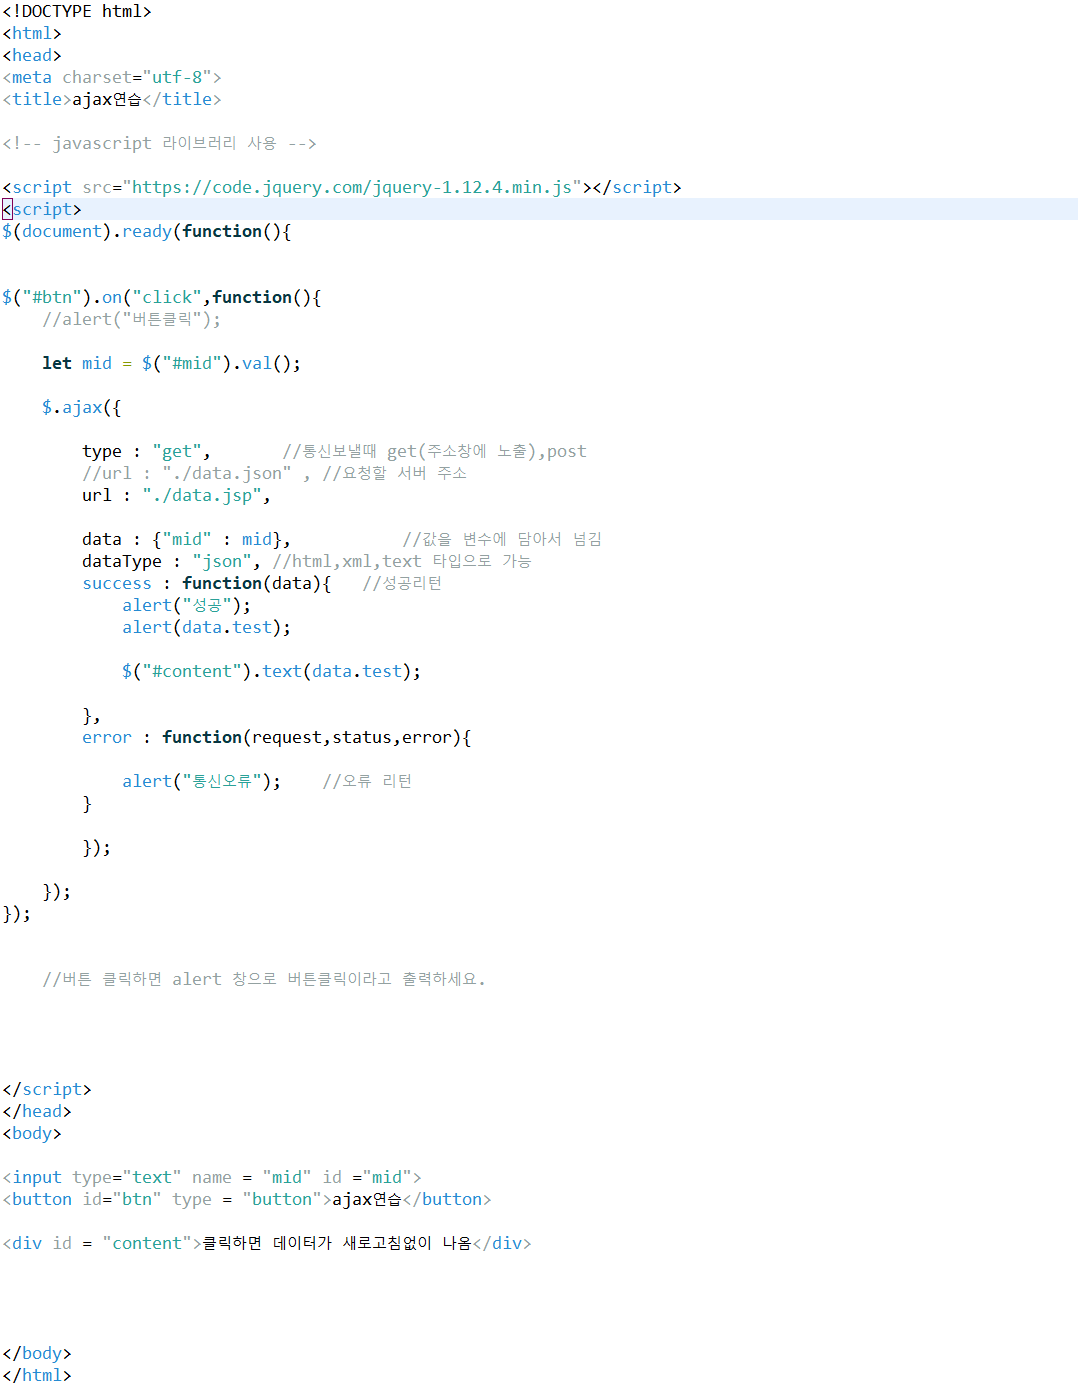 <!DOCTYPE html>
<html>
<head>
<meta charset="utf-8">
<title>ajax연습</title>
<!-- javascript 라이브러리 사용 -->
<script src="https://code.jquery.com/jquery-1.12.4.min.js"></script>
<script>
$(document).ready(function(){
$("#btn").on("click",function(){
    //alert("버튼클릭");
    let mid = $("#mid").val();
    $.ajax({
        type : "get",       //통신보낼때 get(주소창에 노출),post
        //url : "./data.json" , //요청할 서버 주소
        url : "./data.jsp",
        data : {"mid" : mid},           //값을 변수에 담아서 넘김
        dataType : "json", //html,xml,text 타입으로 가능
        success : function(data){   //성공리턴
            alert("성공");
            alert(data.test);
            $("#content").text(data.test);
        },
        error : function(request,status,error){
            alert("통신오류");    //오류 리턴
        }
        });
    });
});
    //버튼 클릭하면 alert 창으로 버튼클릭이라고 출력하세요.
</script>
</head>
<body>
<input type="text" name = "mid" id ="mid">
<button id="btn" type = "button">ajax연습</button>
<div id = "content">클릭하면 데이터가 새로고침없이 나옴</div>
</body>
</html>